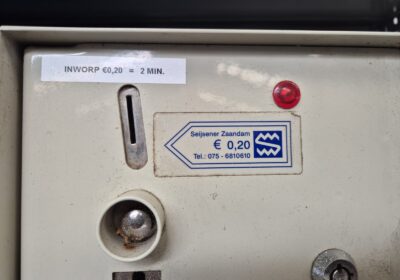 INWORP €0,20 = 2 MIN.
Seijsener Zaandam
€ 0,20
Tel.: 075 - 6810610